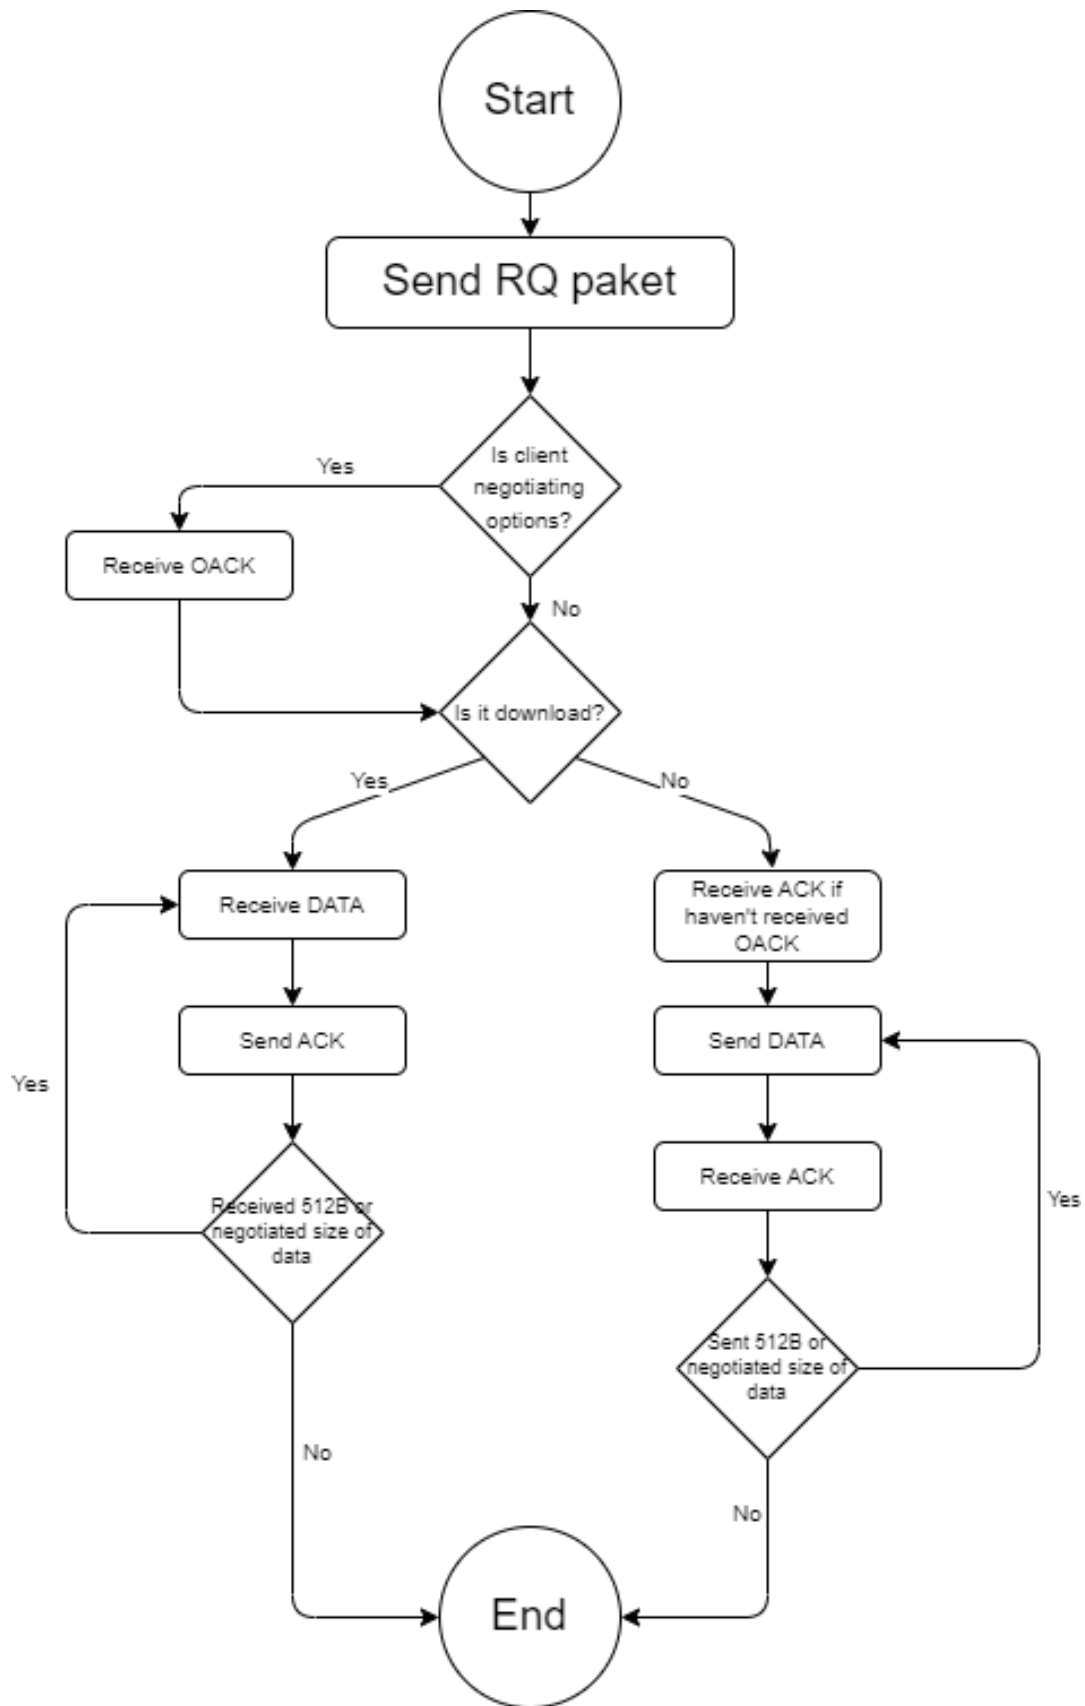 Start
Send RQ paket
Is client
negotiating
options?
Yes
Receive OACK
No
Is it download?
Yes
No
Receive DATA
Receive ACK if
haven't received
OACK
Send ACK
Send DATA
Yes
Receive ACK
Yes
Received 512B or
negotiated size of
data
Sent 512B or
negotiated size of
data
No
No
End